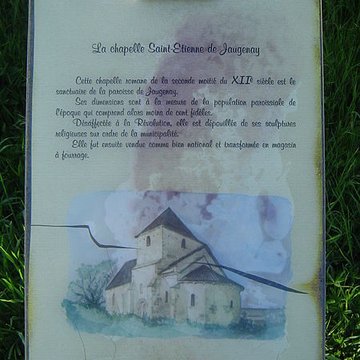 La chapelle Saint-Etienne de Jaugenay
Cette chapelle romane de la seconde moitié du XIIe siècle est le
sanctuaire de la paroisse de Jaugenay.
Ses dimensions sont à la mesure de la population paroissiale de
l'époque qui comprend alors moins de cent fidèles.
Désaffectée à la Révolution, elle est dépouillée de ses sculptures
religieuses sur ordre de la municipalité.
Elle fut ensuite vendue comme bien national et transformée en magasin
à fourrage.